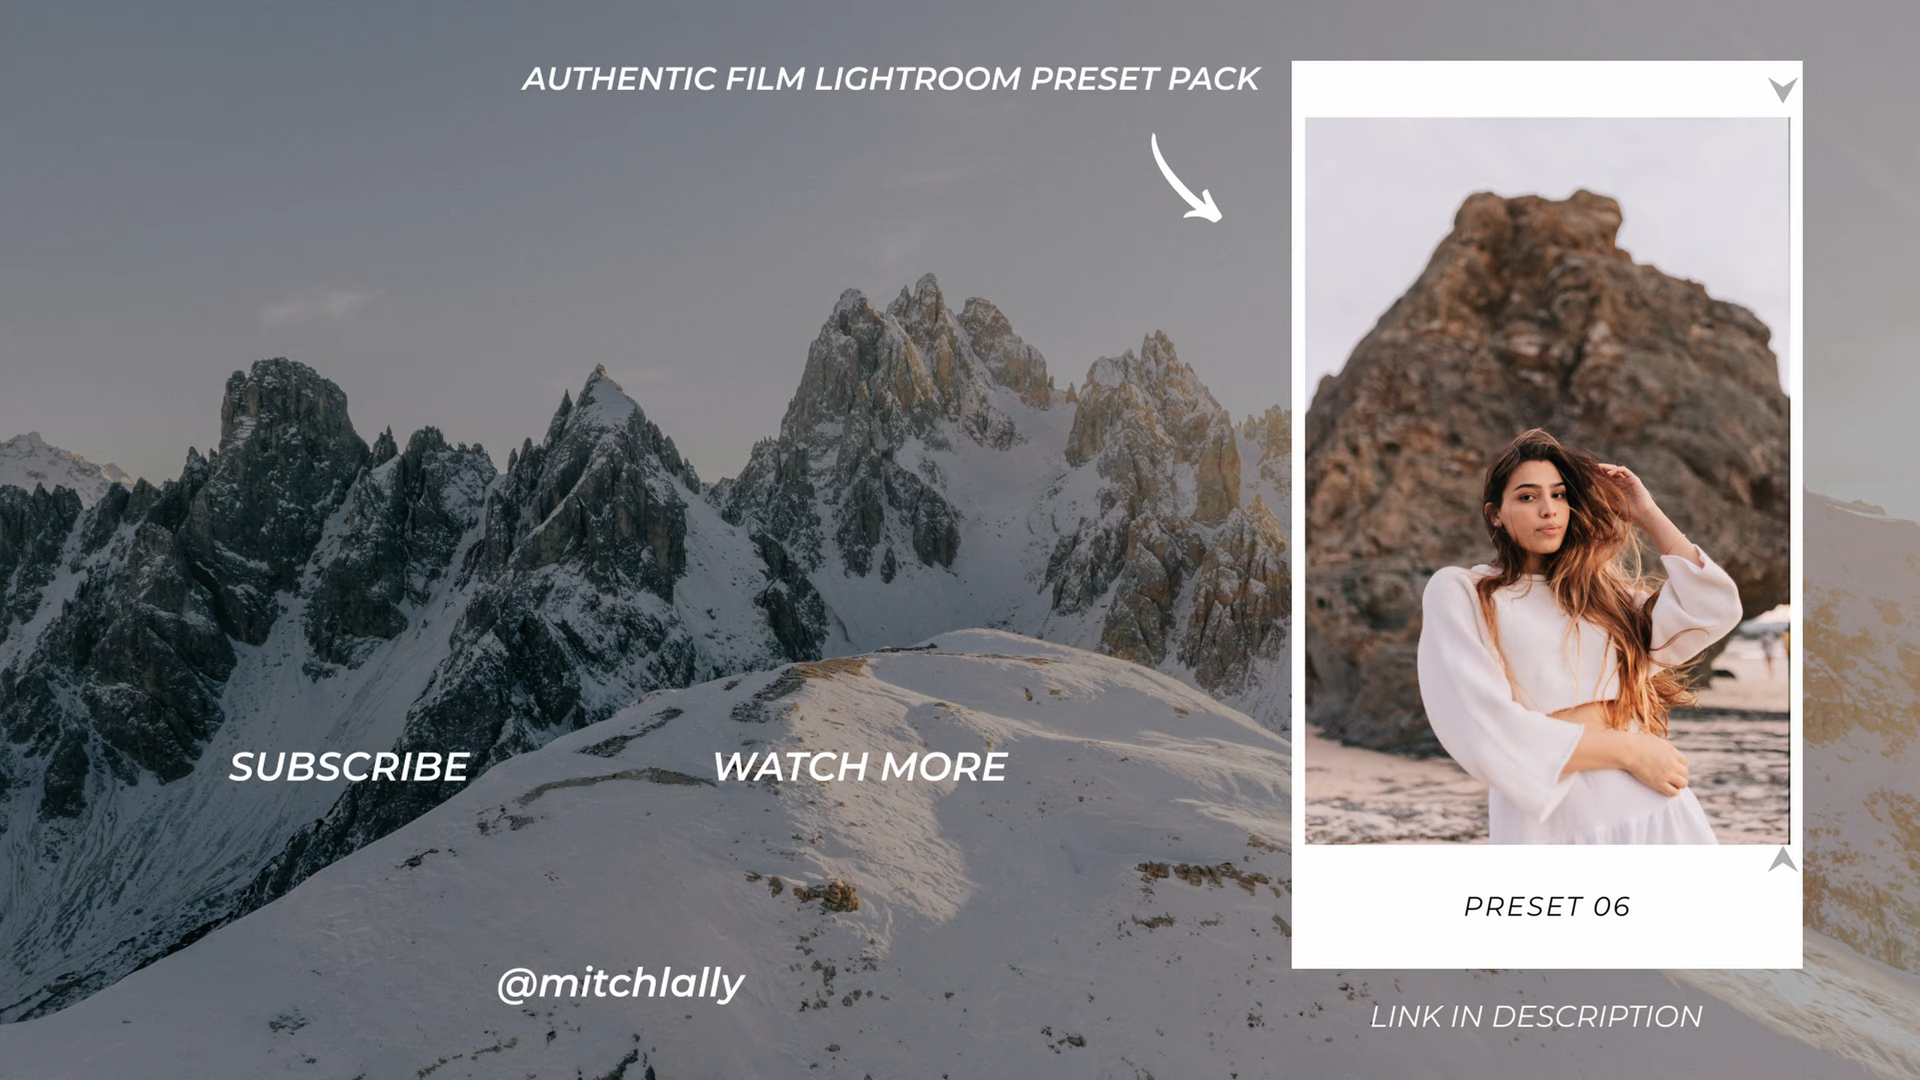 AUTHENTIC FILM LIGHTROOM PRESET PACK
SUBSCRIBE
WATCH MORE
PRESET 06
@mitchlally
LINK IN DESCRIPTION